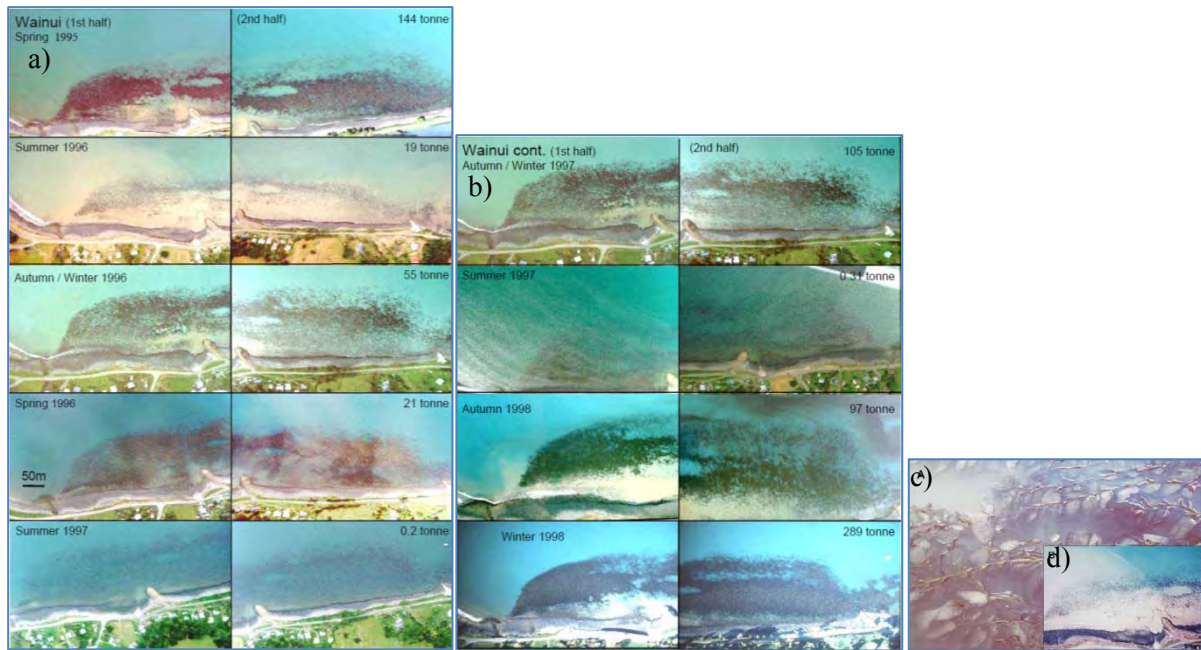 Wainui (1st half)
Spring 1995
a)
(2nd half)
144 tonne
Summer 1996
19 tonne
Autumn / Winter 1996
55 tonne
Spring 1996
50m
21 tonne
Summer 1997
0.2 tonne
Wainui cont. (1st half)
Autumn / Winter 1997
b)
(2nd half)
105 tonne
Summer 1997
0.31 tonne
Autumn 1998
97 tonne
Winter 1998
289 tonne
c)
A
d)
B